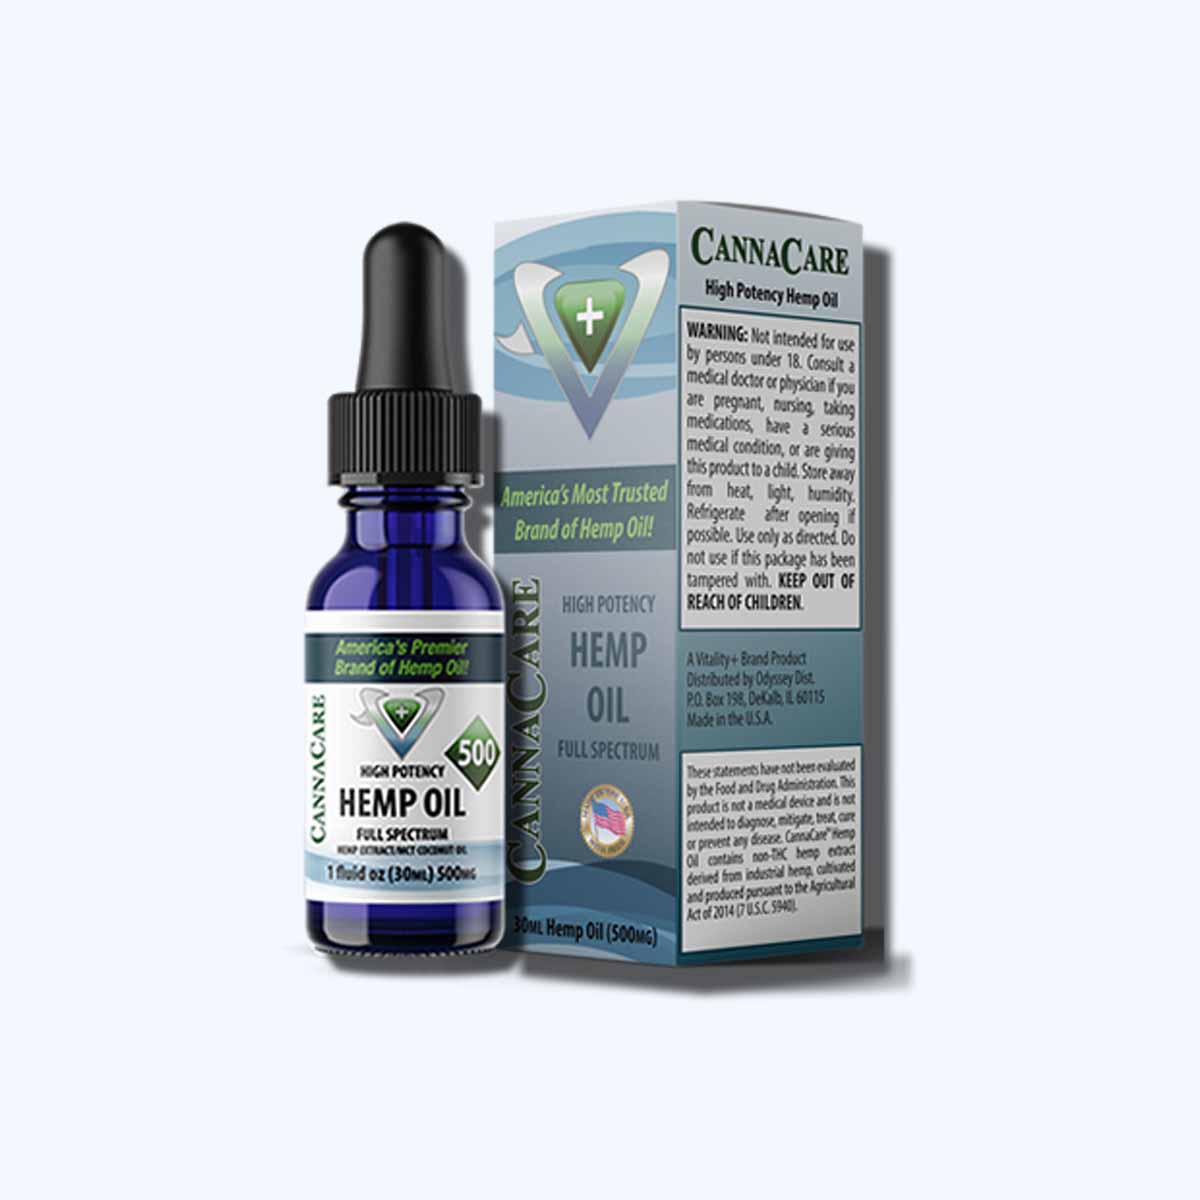 America's Premier
Brand of Hemp Oil!
CANNACARE
500
HIGH POTENCY
HEMP OIL
FULL SPECTRUM
HEMP EXTRACT/MCT COCONUT OIL
1 fluid oz (30ML) 500MG
America's Most Trusted
Brand of Hemp Oil!
CANNACARE
HIGH POTENCY
HEMP
OIL
FULL SPECTRUM
30ML Hemp Oil (500MG)
CANNACARE
High Potency Hemp Oil
WARNING: Not intended for use
by persons under 18. Consult a
medical doctor or physician if you
are pregnant, nursing, taking
medications, have a serious
medical condition, or are giving
this product to a child. Store away
from heat, light, humidity.
Refrigerate after opening if
possible. Use only as directed. Do
not use if this package has been
tampered with. KEEP OUT OF
REACH OF CHILDREN.
A Vitality+ Brand Product
Distributed by Odyssey Dist.
P.O. Box 198, DeKalb, IL 60115
Made in the U.S.A.
These statements have not been evaluated
by the Food and Drug Administration. This
product is not a medical device and is not
intended to diagnose, mitigate, treat, cure
or prevent any disease. CannaCare™ Hemp
Oil contains non-THC hemp extract
derived from industrial hemp, cultivated
and produced pursuant to the Agricultural
Act of 2014 (7 U.S.C. 5940).